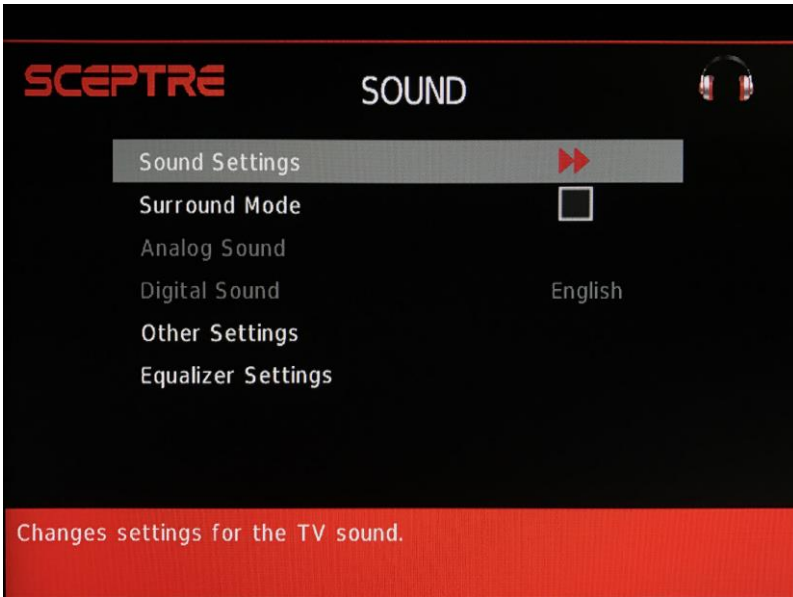 SCEPTRE
SOUND
Sound Settings
Surround Mode
Analog Sound
Digital Sound English
Other Settings
Equalizer Settings
Changes settings for the TV sound.